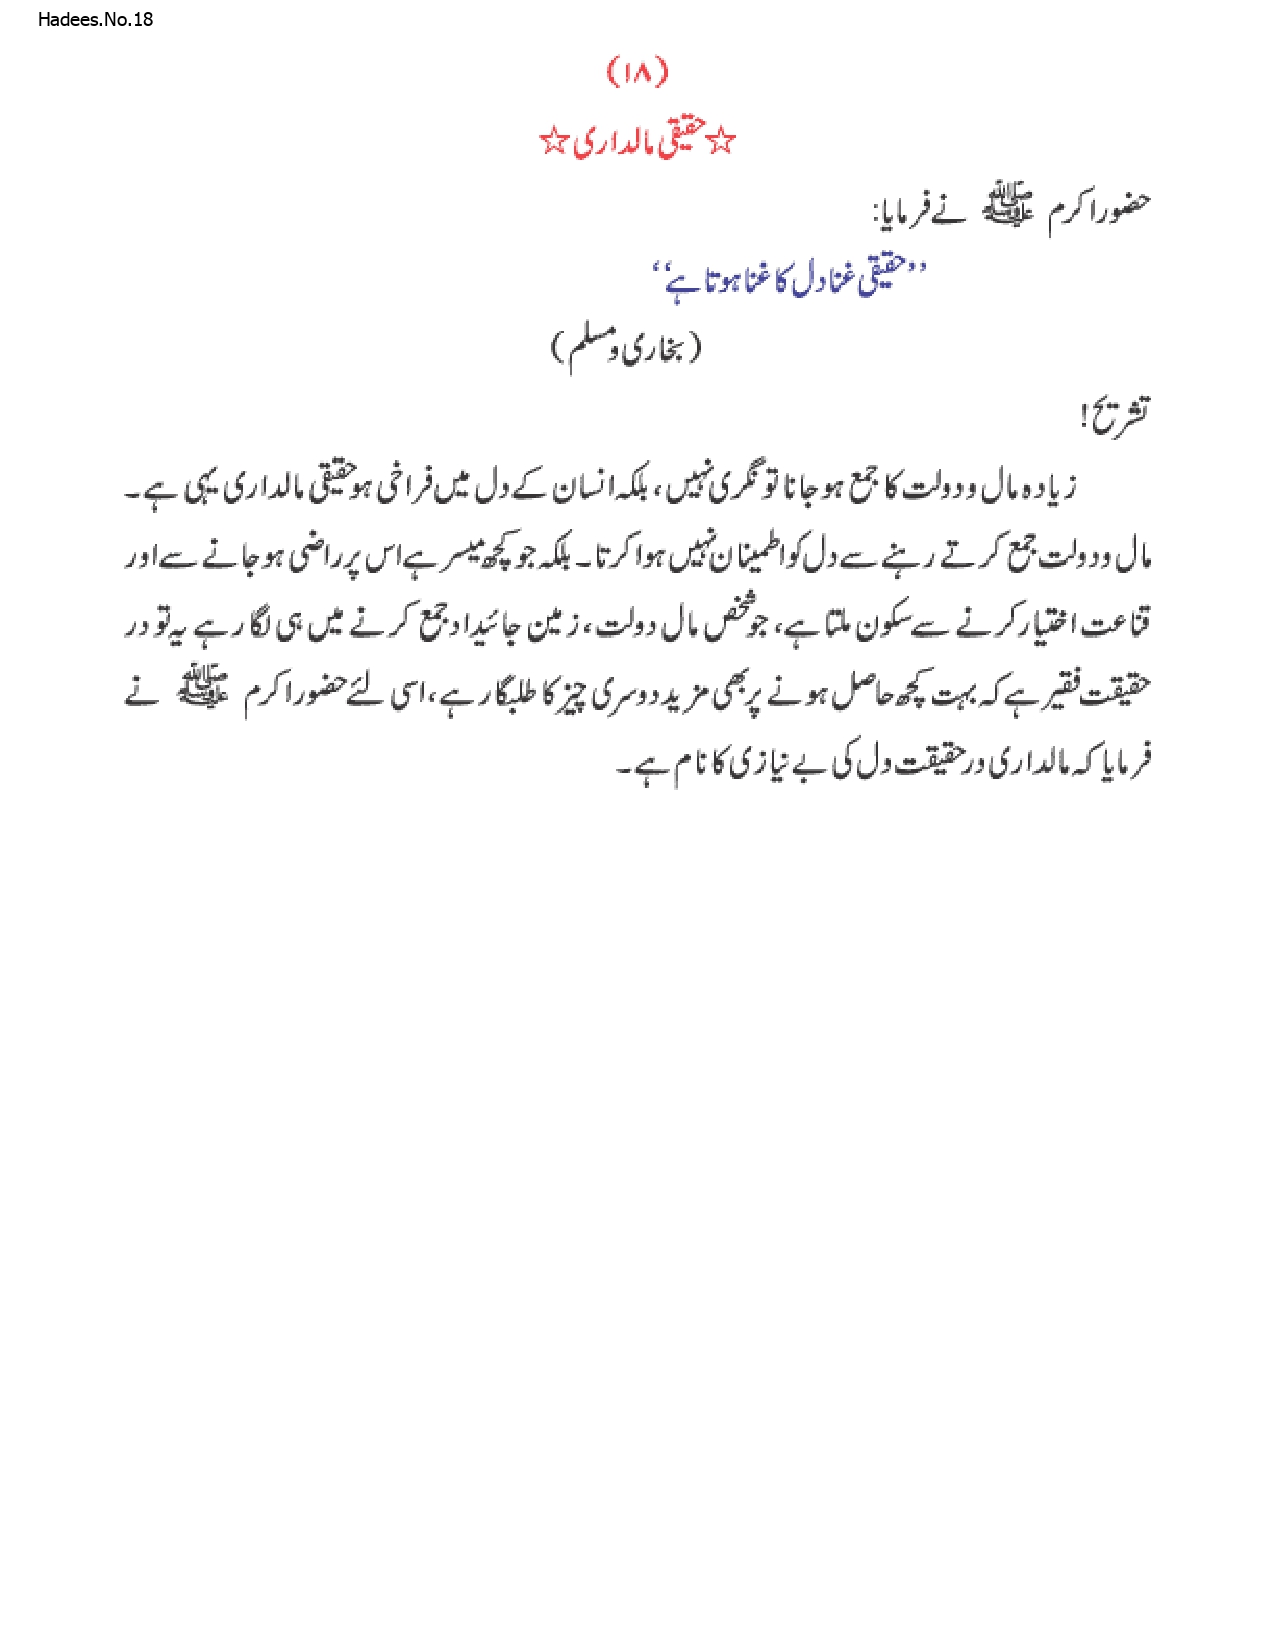 Hadees.No.18
(۱۸)
☆حقیقی مالداری☆
حضور اکرم ﷺ نے فرمایا:
’’حقیقی غنا دل کا غنا ہوتا ہے‘‘
(بخاری و مسلم)
تشریح!
زیادہ مال و دولت کا جمع ہو جانا تونگری نہیں، بلکہ انسان کے دل میں فراخی ہو حقیقی مالداری یہی ہے۔
مال و دولت جمع کرتے رہنے سے دل کو اطمینان نہیں ہوا کرتا۔ بلکہ جو کچھ میسر ہے اس پر راضی ہو جانے سے اور
قناعت اختیار کرنے سے سکون ملتا ہے، جو شخص مال دولت، زمین جائیداد جمع کرنے میں ہی لگا رہے یہ تو در
حقیقت فقیر ہے کہ بہت کچھ حاصل ہونے پر بھی مزید دوسری چیز کا طلبگار ہے، اسی لئے حضور اکرم ﷺ نے
فرمایا کہ مالداری درحقیقت دل کی بے نیازی کا نام ہے۔